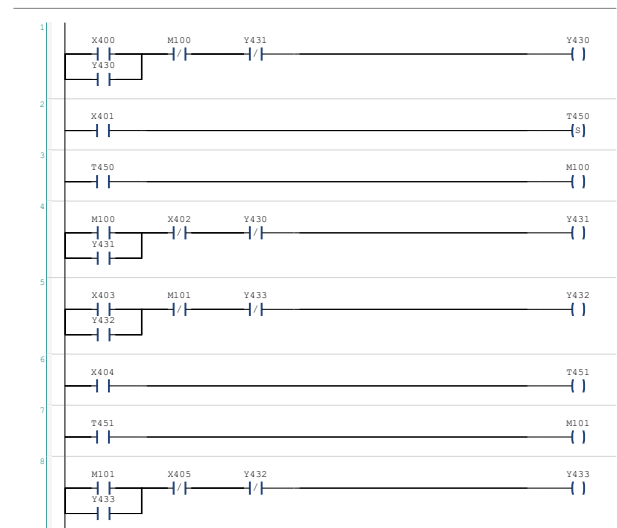 1
X400 M100 Y431 Y430
Y430
2
X401 T450
S
3
T450 M100
4
M100 X402 Y430 Y431
Y431
5
X403 M101 Y433 Y432
Y432
6
X404 T451
7
T451 M101
8
M101 X405 Y432 Y433
Y433